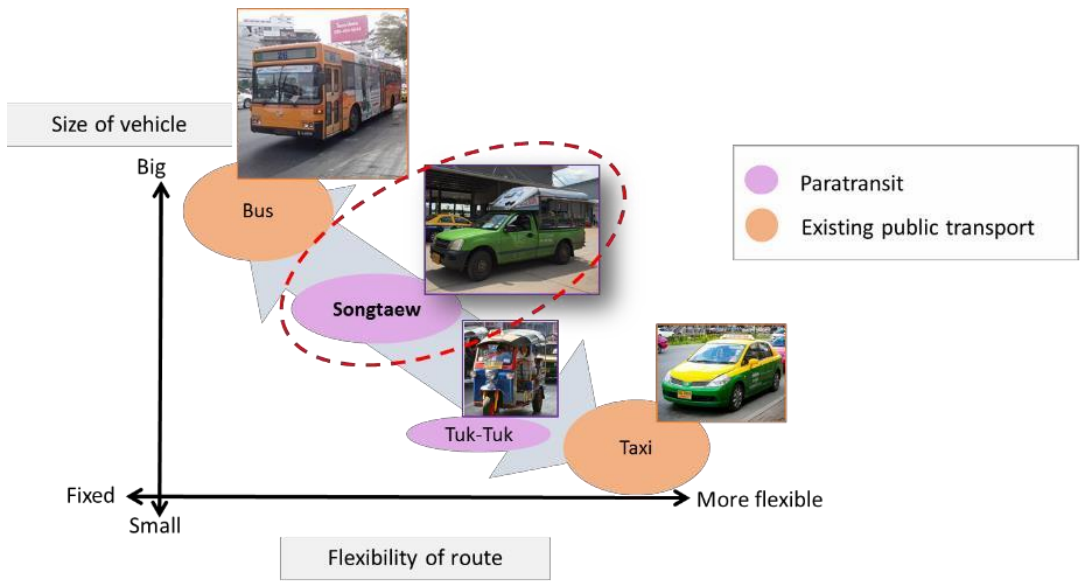 Size of vehicle
Big
Bus
26
Paratransit
Existing public transport
Songtaew
Tuk-Tuk
Taxi
Fixed
More flexible
Small
Flexibility of route